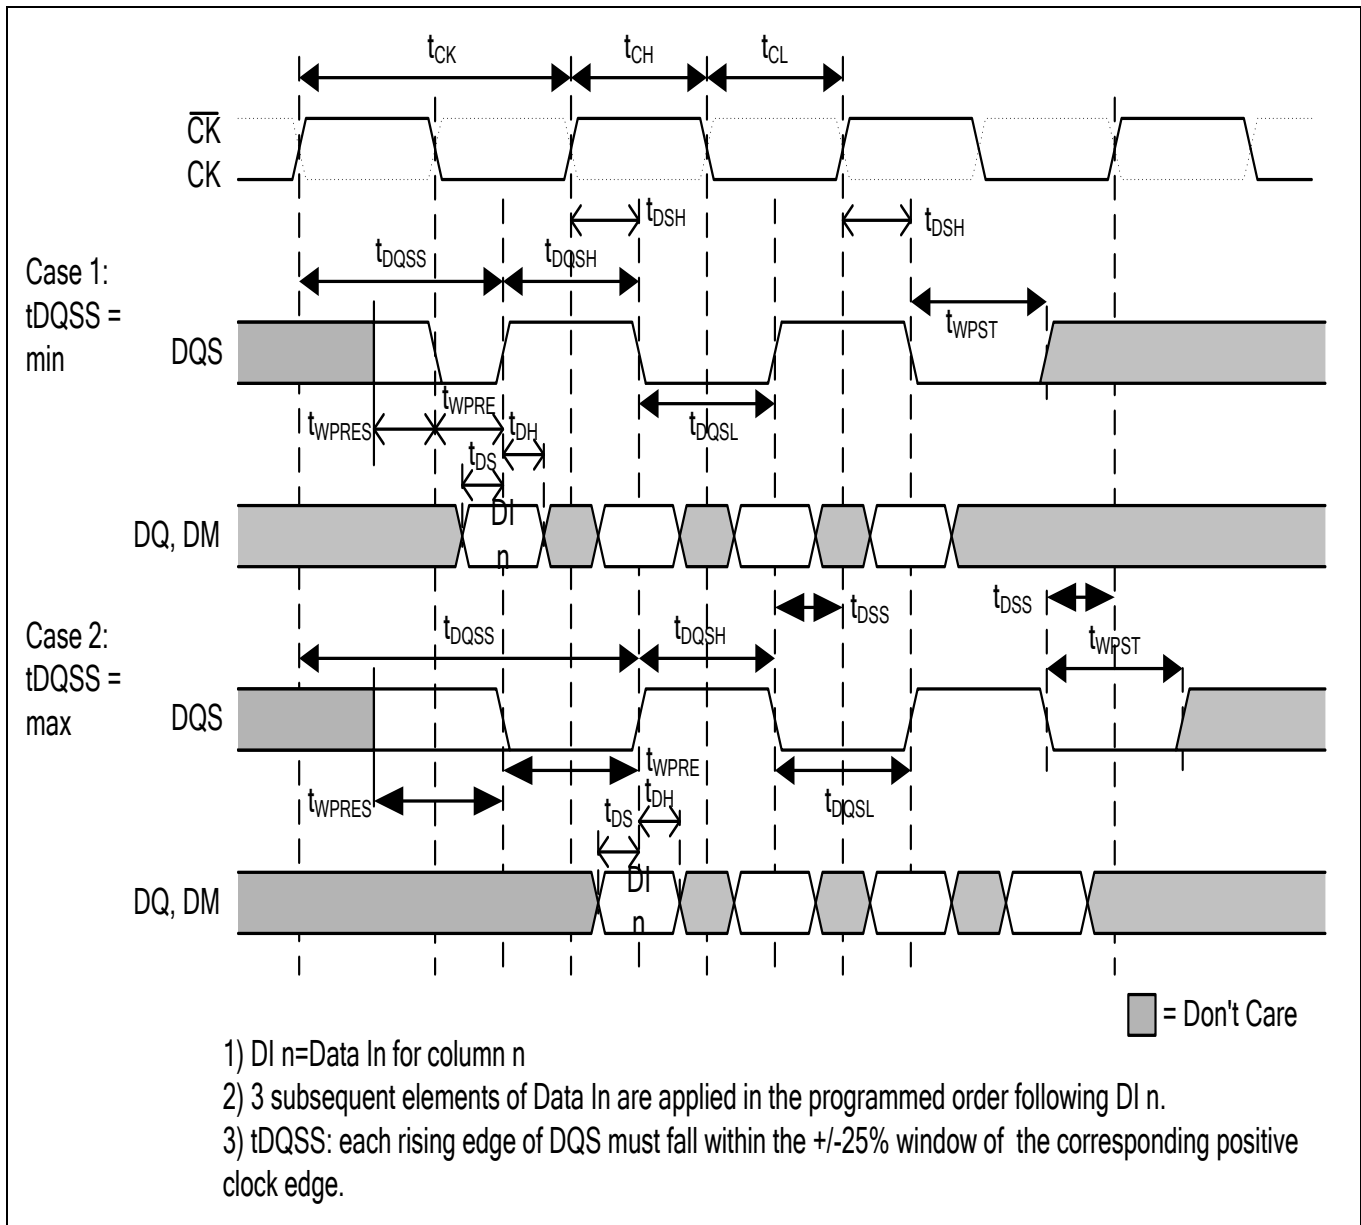 tCK tCH tCL
CK
CK
tDSH tDSH
tDQSS tDQSH
Case 1:
tDQSS =
min
DQS
tWPST
tWPRES tWPRE tDH tDQSL
tDS
DI
n
DQ, DM
tDSS tDSS
Case 2:
tDQSS =
max
tDQSS tDQSH tWPST
DQS
tWPRE
tWPRES tDS tDH tDQSL
DI
n
DQ, DM
= Don't Care
1) DI n=Data In for column n
2) 3 subsequent elements of Data In are applied in the programmed order following DI n.
3) tDQSS: each rising edge of DQS must fall within the +/-25% window of the corresponding positive
clock edge.